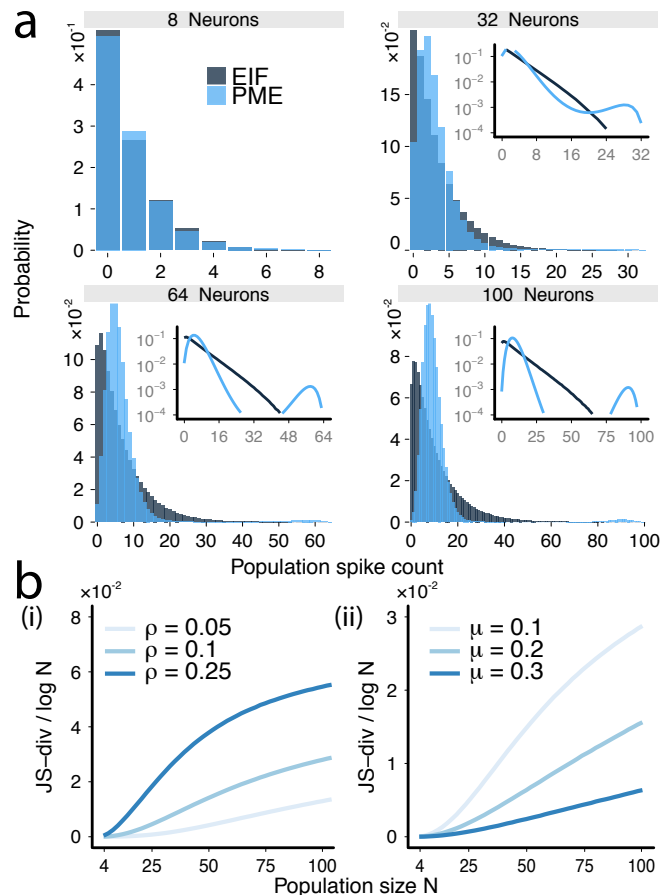 a
8 Neurons
×10⁻¹
5
4
3
2
1
0
0 2 4 6 8
EIF
PME
32 Neurons
×10⁻²
15
10
5
0
0 5 10 15 20 25 30
10⁻¹
10⁻²
10⁻³
10⁻⁴
0 8 16 24 32
Probability
64 Neurons
×10⁻²
10
8
6
4
2
0
0 10 20 30 40 50 60
10⁻¹
10⁻²
10⁻³
10⁻⁴
0 16 32 48 64
100 Neurons
×10⁻²
8
6
4
2
0
0 20 40 60 80 100
10⁻¹
10⁻²
10⁻³
10⁻⁴
0 25 50 75 100
Population spike count
b
(i)
×10⁻²
8
6
4
2
0
JS–div / log N
ρ = 0.05
ρ = 0.1
ρ = 0.25
4 25 50 75 100
(ii)
×10⁻²
3
2
1
0
JS–div / log N
μ = 0.1
μ = 0.2
μ = 0.3
4 25 50 75 100
Population size N